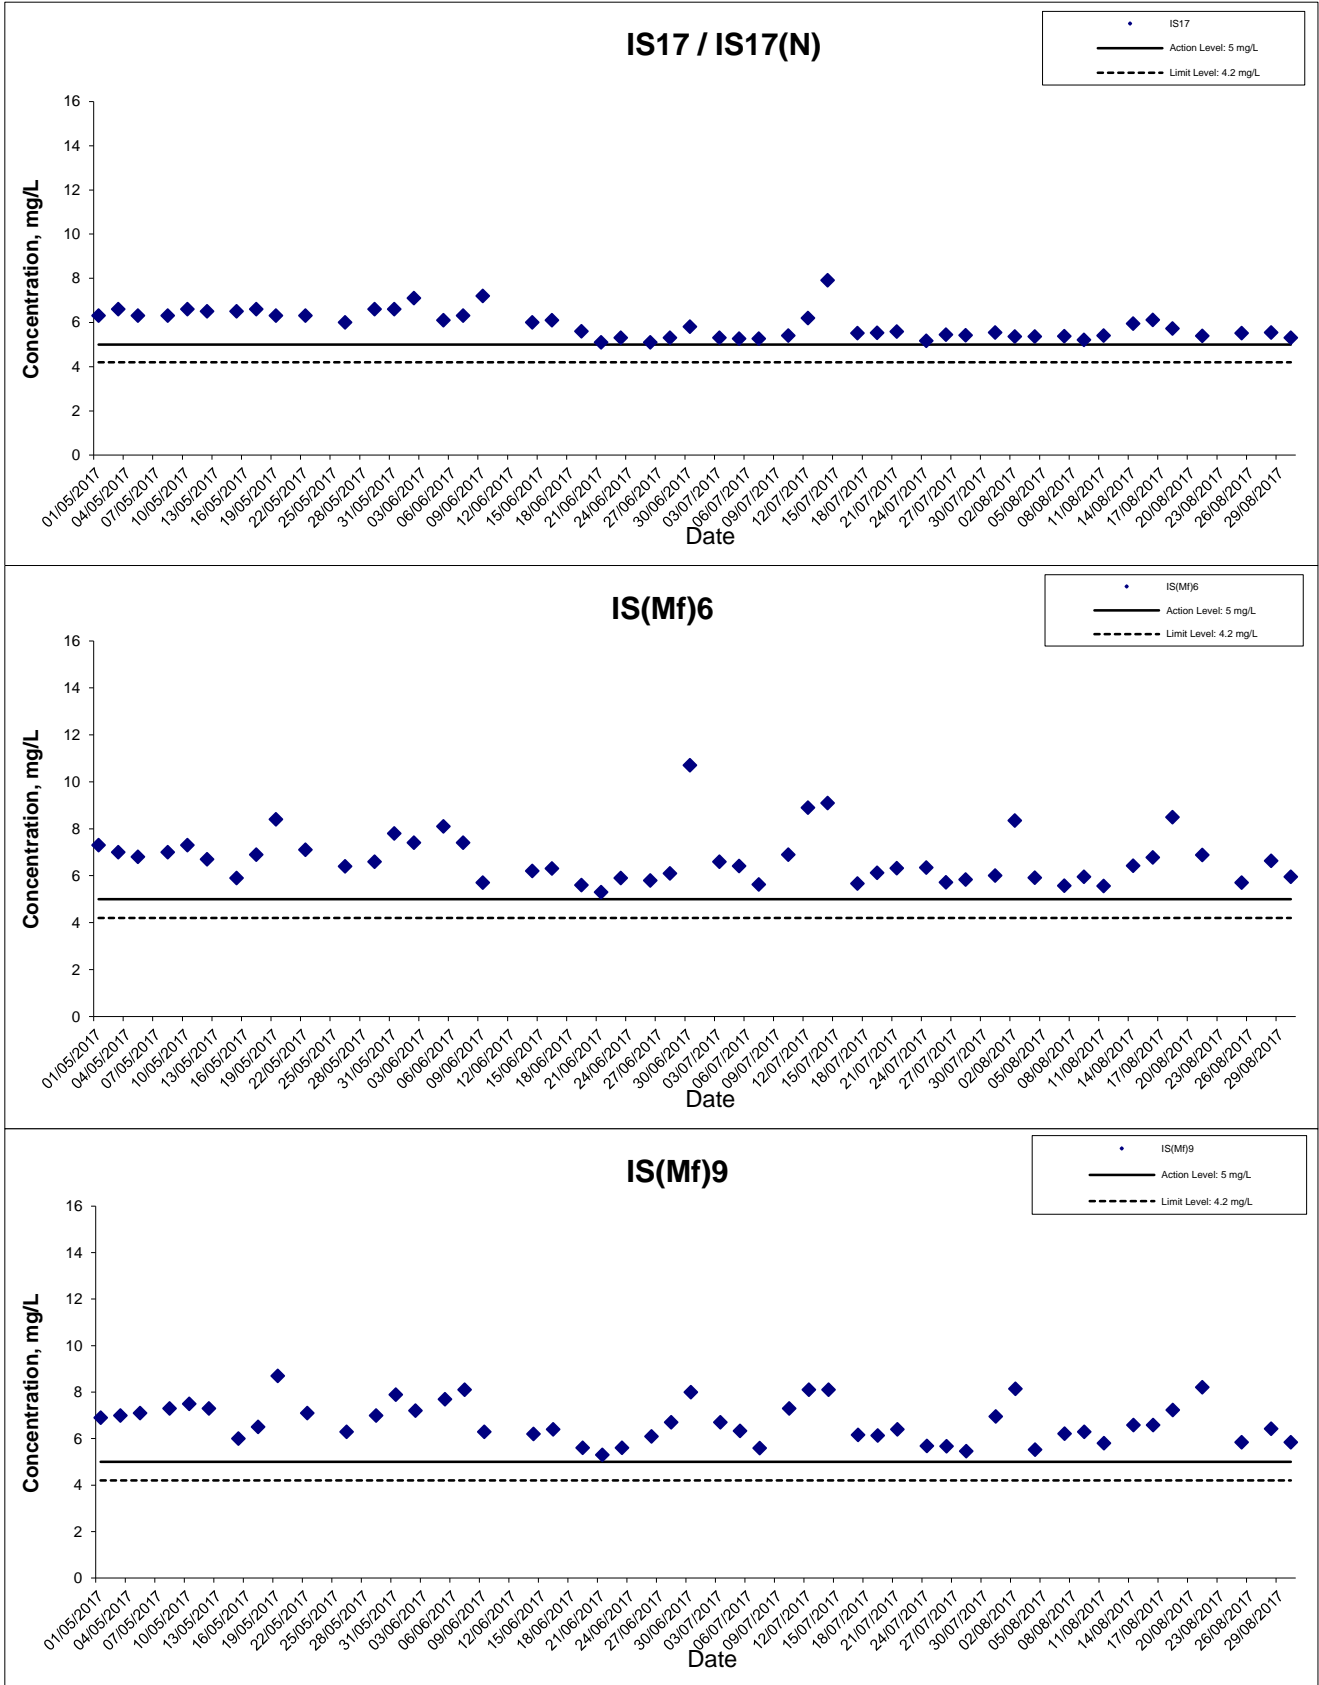 IS17 / IS17(N)
IS17
Action Level: 5 mg/L
Limit Level: 4.2 mg/L
Concentration, mg/L
16
14
12
10
8
6
4
2
0
01/05/2017 04/05/2017 07/05/2017 10/05/2017 13/05/2017 16/05/2017 19/05/2017 22/05/2017 25/05/2017 28/05/2017 31/05/2017 03/06/2017 06/06/2017 09/06/2017 12/06/2017 15/06/2017 18/06/2017 21/06/2017 24/06/2017 27/06/2017 30/06/2017 03/07/2017 06/07/2017 09/07/2017 12/07/2017 15/07/2017 18/07/2017 21/07/2017 24/07/2017 27/07/2017 30/07/2017 02/08/2017 05/08/2017 08/08/2017 11/08/2017 14/08/2017 17/08/2017 20/08/2017 23/08/2017 26/08/2017 29/08/2017
Date
IS(Mf)6
IS(Mf)6
Action Level: 5 mg/L
Limit Level: 4.2 mg/L
Concentration, mg/L
16
14
12
10
8
6
4
2
0
01/05/2017 04/05/2017 07/05/2017 10/05/2017 13/05/2017 16/05/2017 19/05/2017 22/05/2017 25/05/2017 28/05/2017 31/05/2017 03/06/2017 06/06/2017 09/06/2017 12/06/2017 15/06/2017 18/06/2017 21/06/2017 24/06/2017 27/06/2017 30/06/2017 03/07/2017 06/07/2017 09/07/2017 12/07/2017 15/07/2017 18/07/2017 21/07/2017 24/07/2017 27/07/2017 30/07/2017 02/08/2017 05/08/2017 08/08/2017 11/08/2017 14/08/2017 17/08/2017 20/08/2017 23/08/2017 26/08/2017 29/08/2017
Date
IS(Mf)9
IS(Mf)9
Action Level: 5 mg/L
Limit Level: 4.2 mg/L
Concentration, mg/L
16
14
12
10
8
6
4
2
0
01/05/2017 04/05/2017 07/05/2017 10/05/2017 13/05/2017 16/05/2017 19/05/2017 22/05/2017 25/05/2017 28/05/2017 31/05/2017 03/06/2017 06/06/2017 09/06/2017 12/06/2017 15/06/2017 18/06/2017 21/06/2017 24/06/2017 27/06/2017 30/06/2017 03/07/2017 06/07/2017 09/07/2017 12/07/2017 15/07/2017 18/07/2017 21/07/2017 24/07/2017 27/07/2017 30/07/2017 02/08/2017 05/08/2017 08/08/2017 11/08/2017 14/08/2017 17/08/2017 20/08/2017 23/08/2017 26/08/2017 29/08/2017
Date